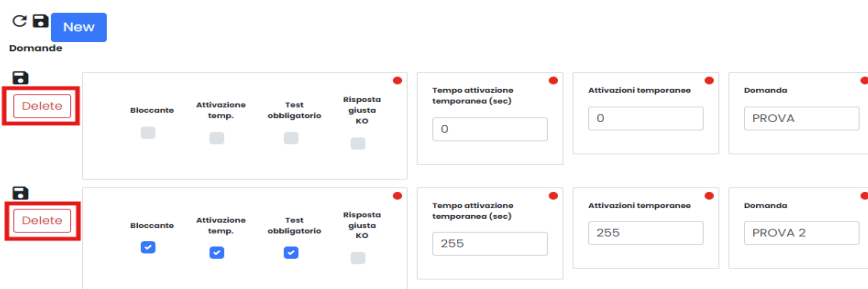 New
Domande
Delete
Bloccante
Attivazione temp.
Test obbligatorio
Risposta giusta KO
Tempo attivazione temporanea (sec)
0
Attivazioni temporanee
0
Domanda
PROVA
Delete
Bloccante
Attivazione temp.
Test obbligatorio
Risposta giusta KO
Tempo attivazione temporanea (sec)
255
Attivazioni temporanee
255
Domanda
PROVA 2